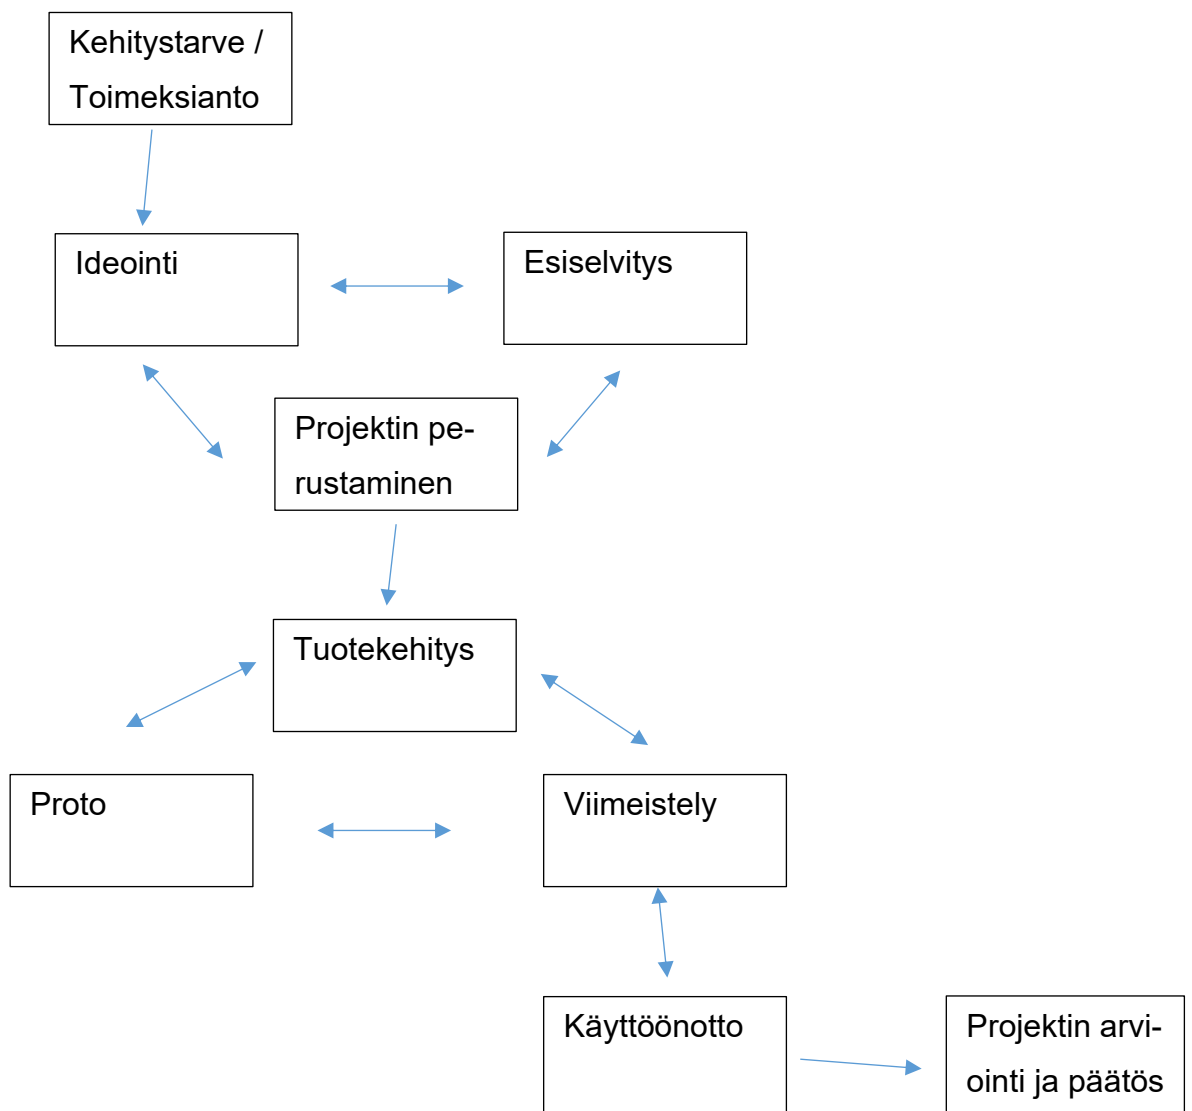 Kehitystarve /
Toimeksianto
Ideointi
Esiselvitys
Projektin pe-
rustaminen
Tuotekehitys
Proto
Viimeistely
Käyttöönotto
Projektin arvi-
ointi ja päätös